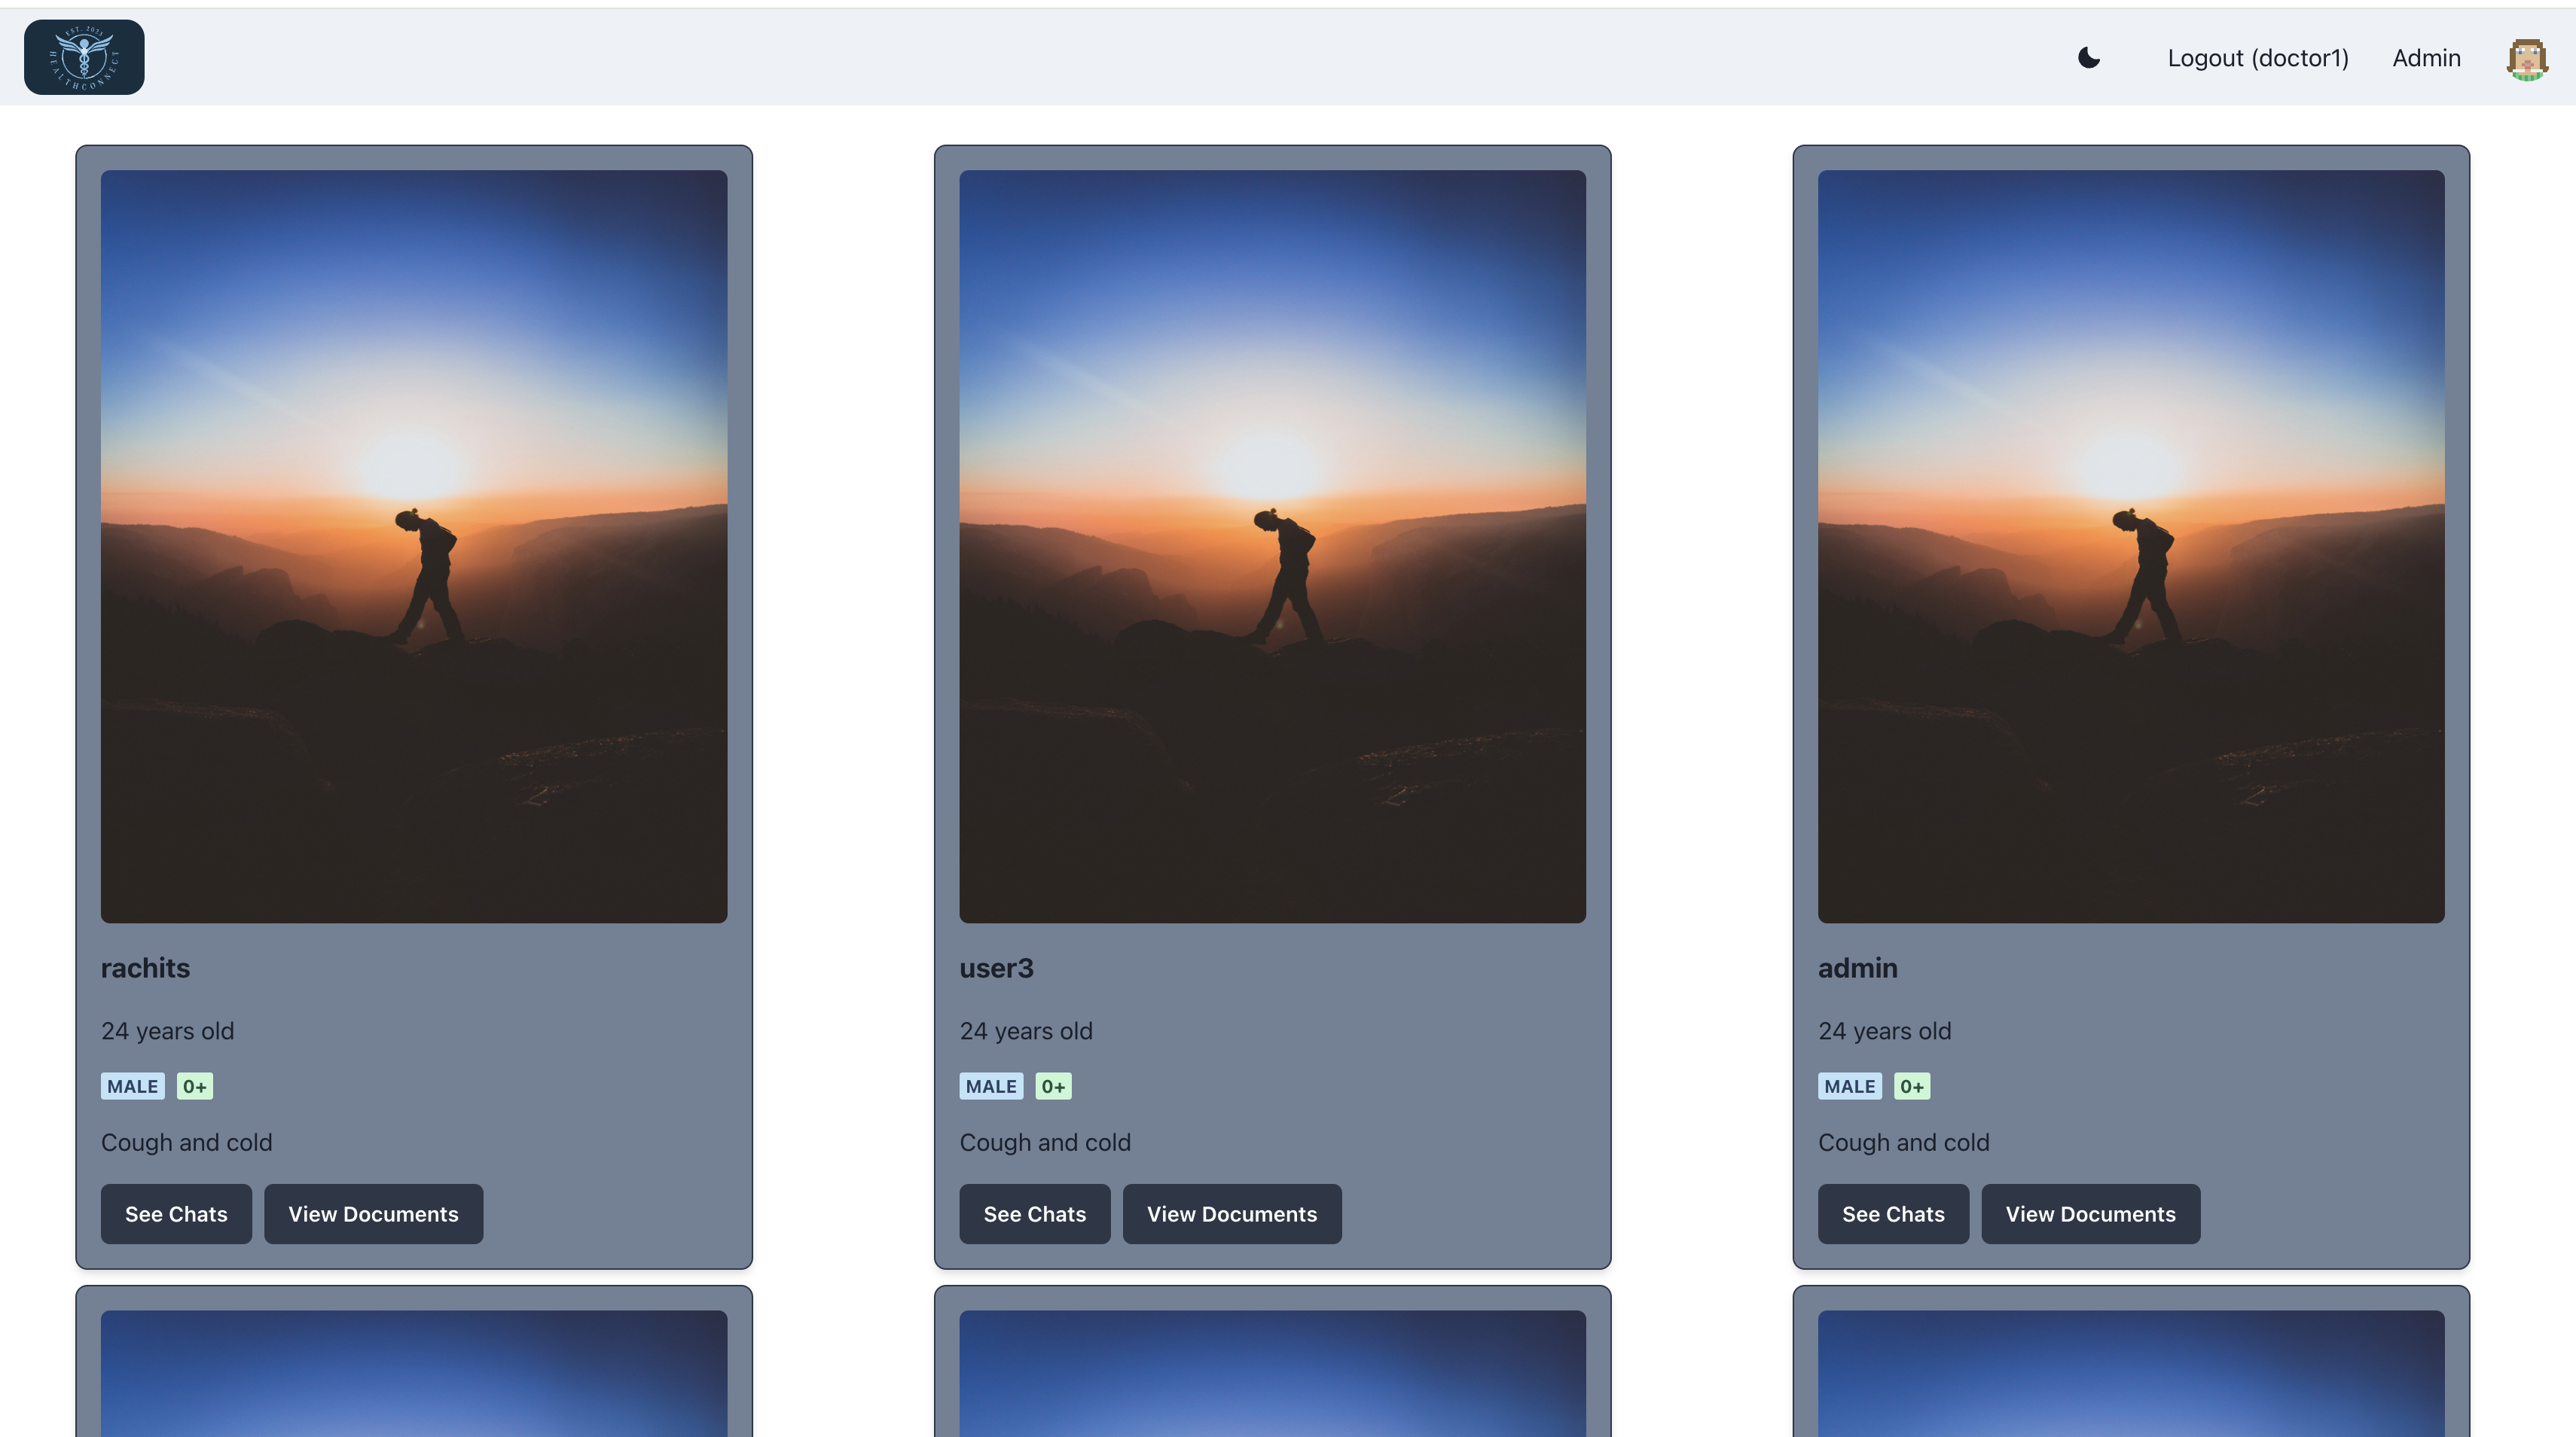 EST. 2023
HEALTHCONNECT
Logout (doctor1)
Admin
rachits
24 years old
MALE 0+
Cough and cold
See Chats View Documents
user3
24 years old
MALE 0+
Cough and cold
See Chats View Documents
admin
24 years old
MALE 0+
Cough and cold
See Chats View Documents